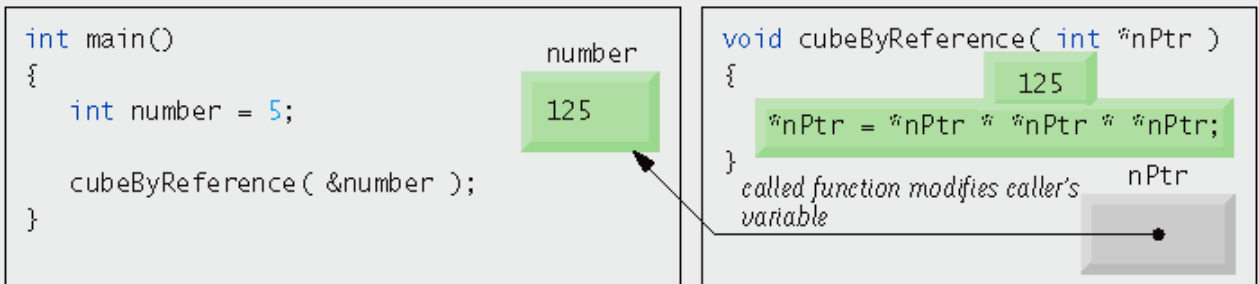 int main()
{
int number = 5;
cubeByReference( &number );
}
number
125
void cubeByReference( int *nPtr )
{
125
*nPtr = *nPtr * *nPtr * *nPtr;
}
called function modifies caller's
variable
nPtr